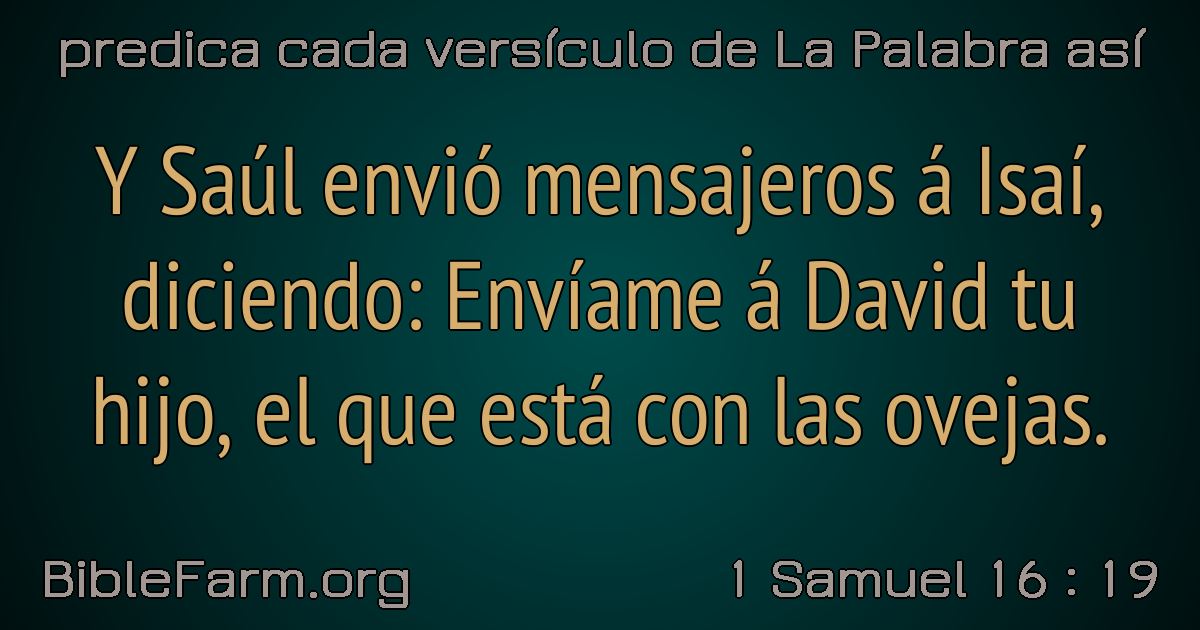 predica cada versículo de La Palabra así
Y Saúl envió mensajeros á Isaí,
diciendo: Envíame á David tu
hijo, el que está con las ovejas.
BibleFarm.org
1 Samuel 16 : 19